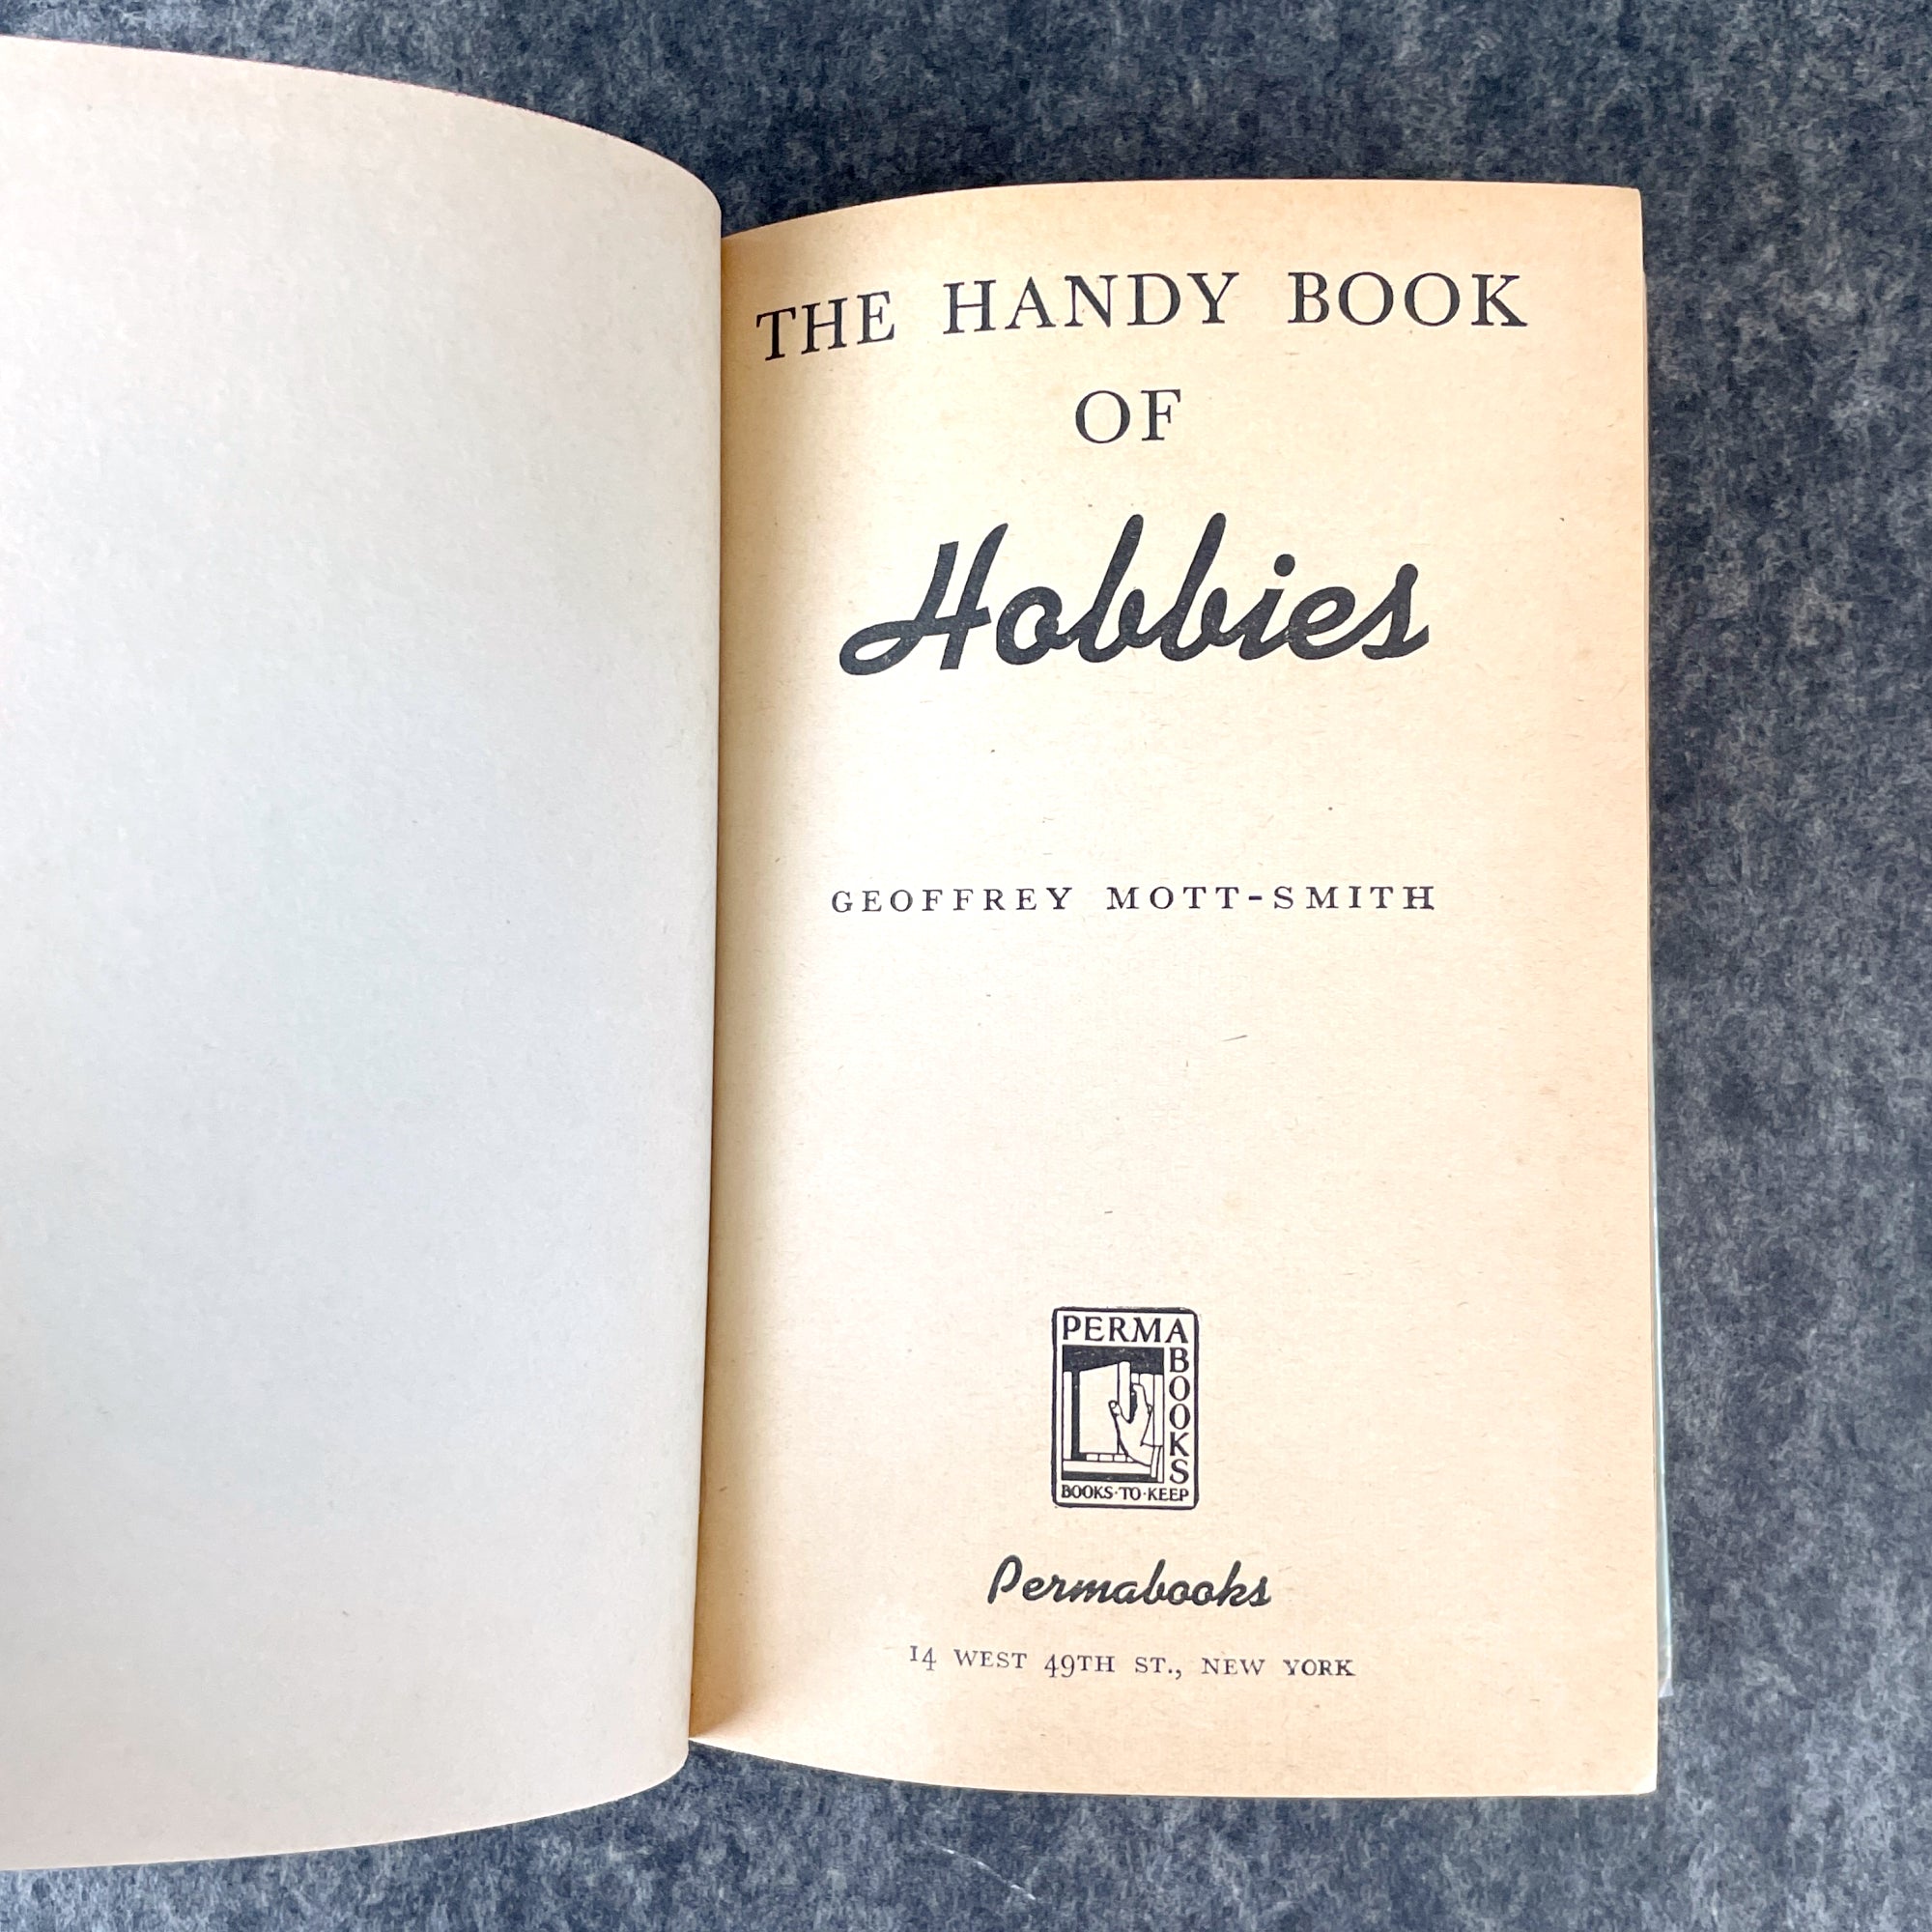 THE HANDY BOOK
OF
Hobbies
GEOFFREY MOTT-SMITH
PERMA
BOOKS
BOOKS·TO·KEEP
Permabooks
14 WEST 49TH ST., NEW YORK